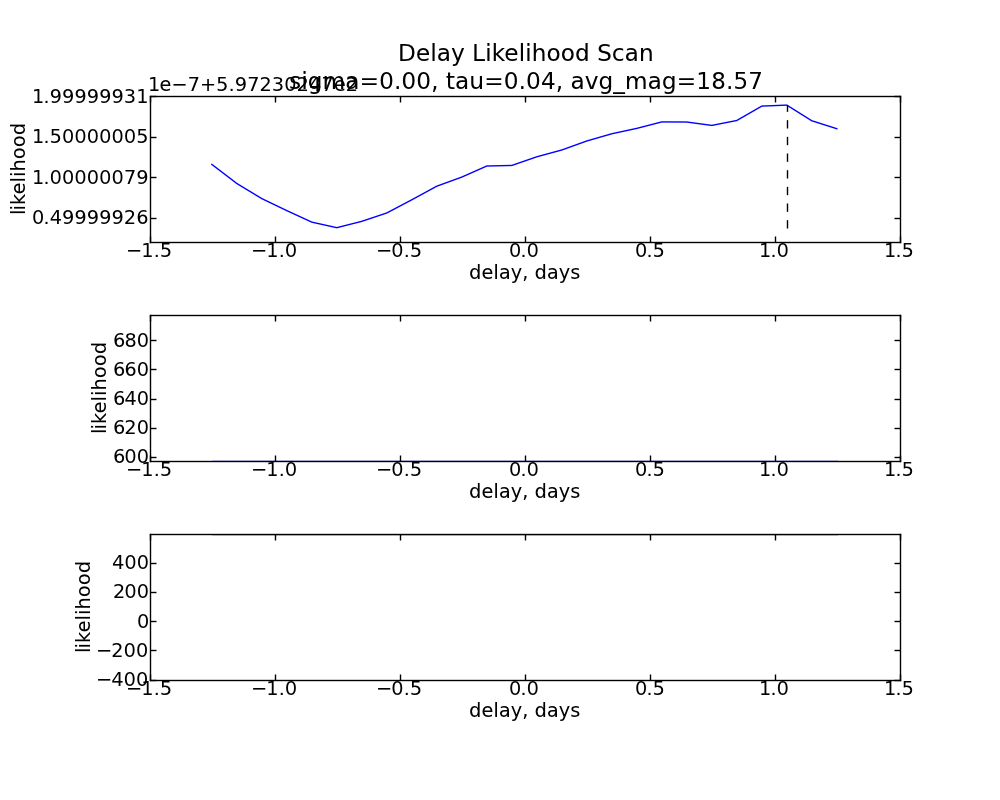 Delay Likelihood Scan
sigma=0.00, tau=0.04, avg_mag=18.57
1.99999931
1.50000005
1.00000079
0.49999926
likelihood
−1.5 −1.0 −0.5 0.0 0.5 1.0 1.5
delay, days
680
660
640
620
600
likelihood
−1.5 −1.0 −0.5 0.0 0.5 1.0 1.5
delay, days
400
200
0
−200
−400
likelihood
−1.5 −1.0 −0.5 0.0 0.5 1.0 1.5
delay, days